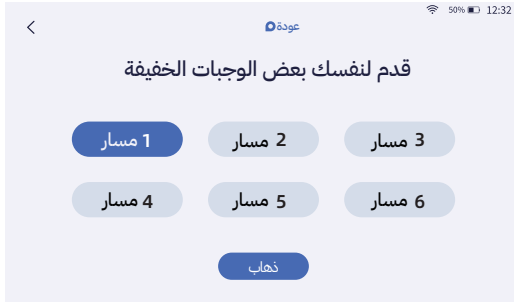 50% 12:32
عودة
قدم لنفسك بعض الوجبات الخفيفة
1 مسار 2 مسار 3 مسار
4 مسار 5 مسار 6 مسار
ذهاب